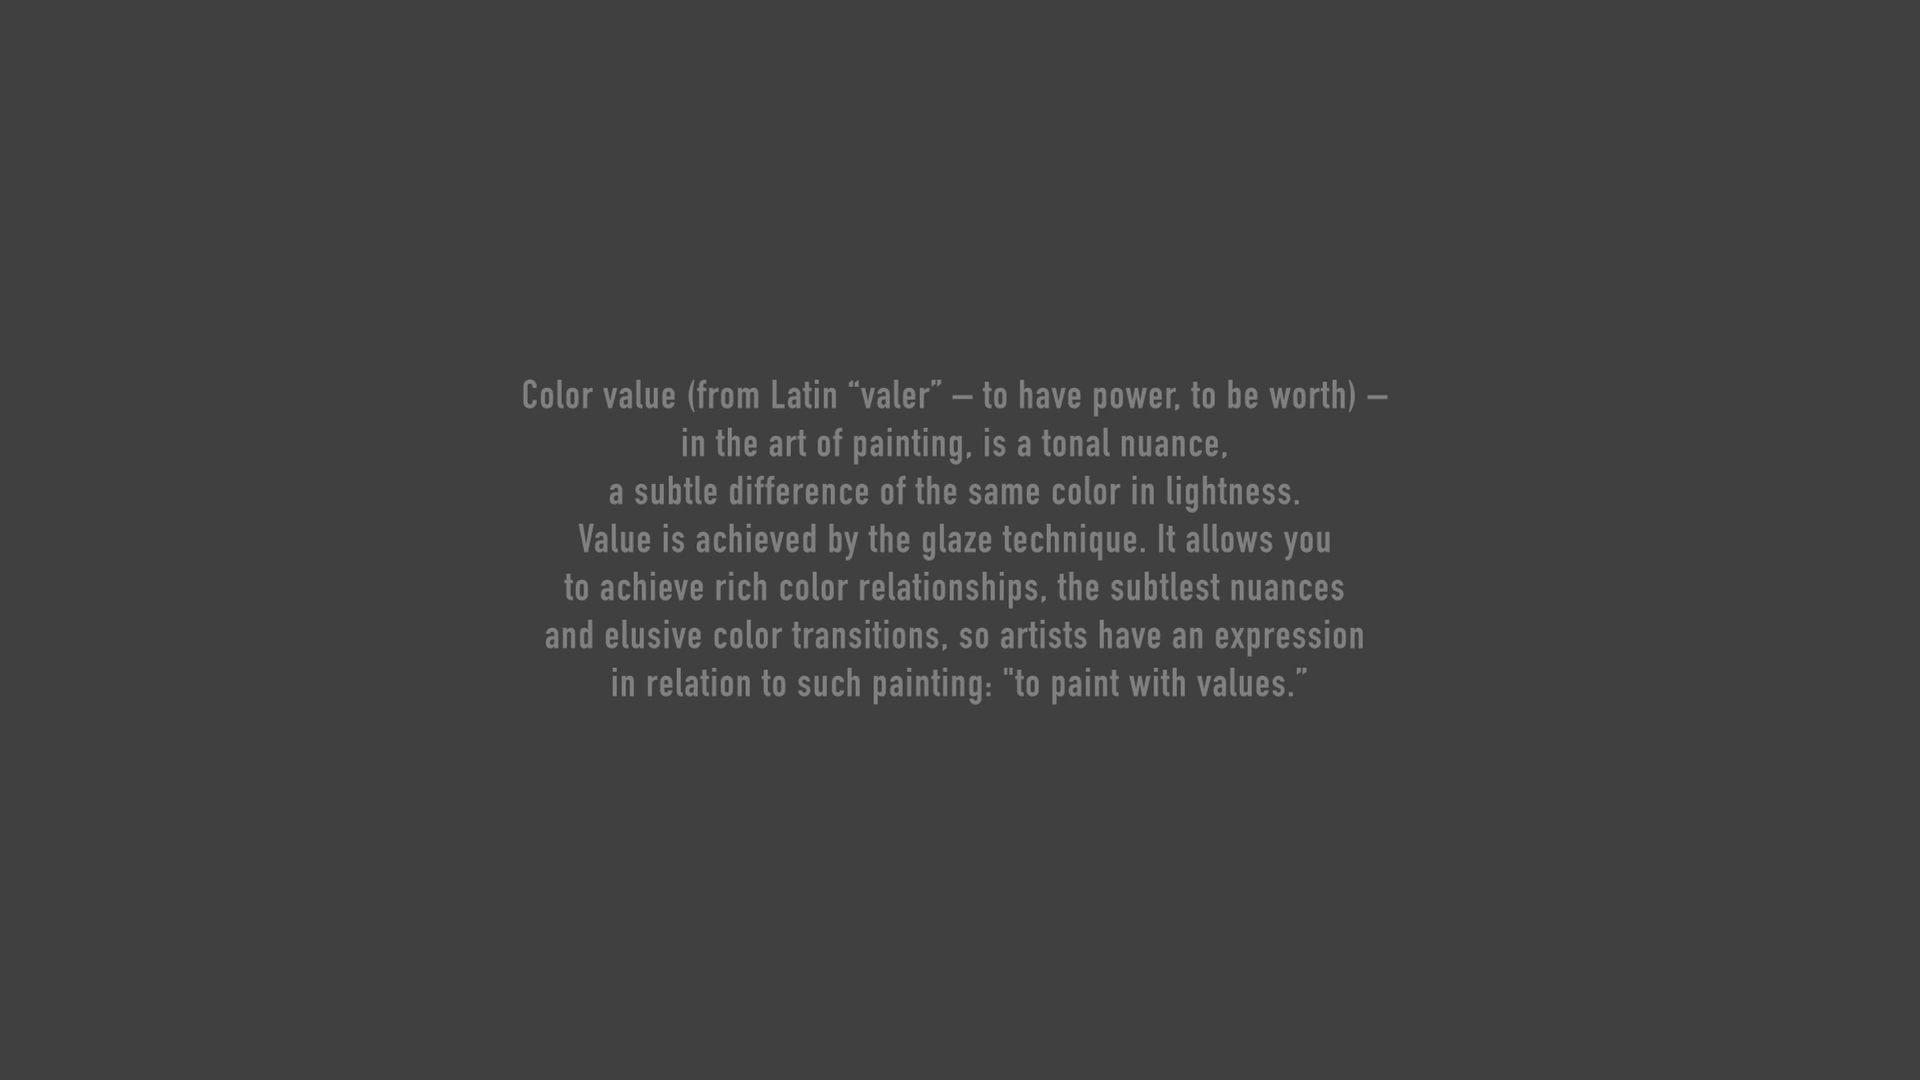 Color value (from Latin “valer” – to have power, to be worth) –
in the art of painting, is a tonal nuance,
a subtle difference of the same color in lightness.
Value is achieved by the glaze technique. It allows you
to achieve rich color relationships, the subtlest nuances
and elusive color transitions, so artists have an expression
in relation to such painting: "to paint with values.”